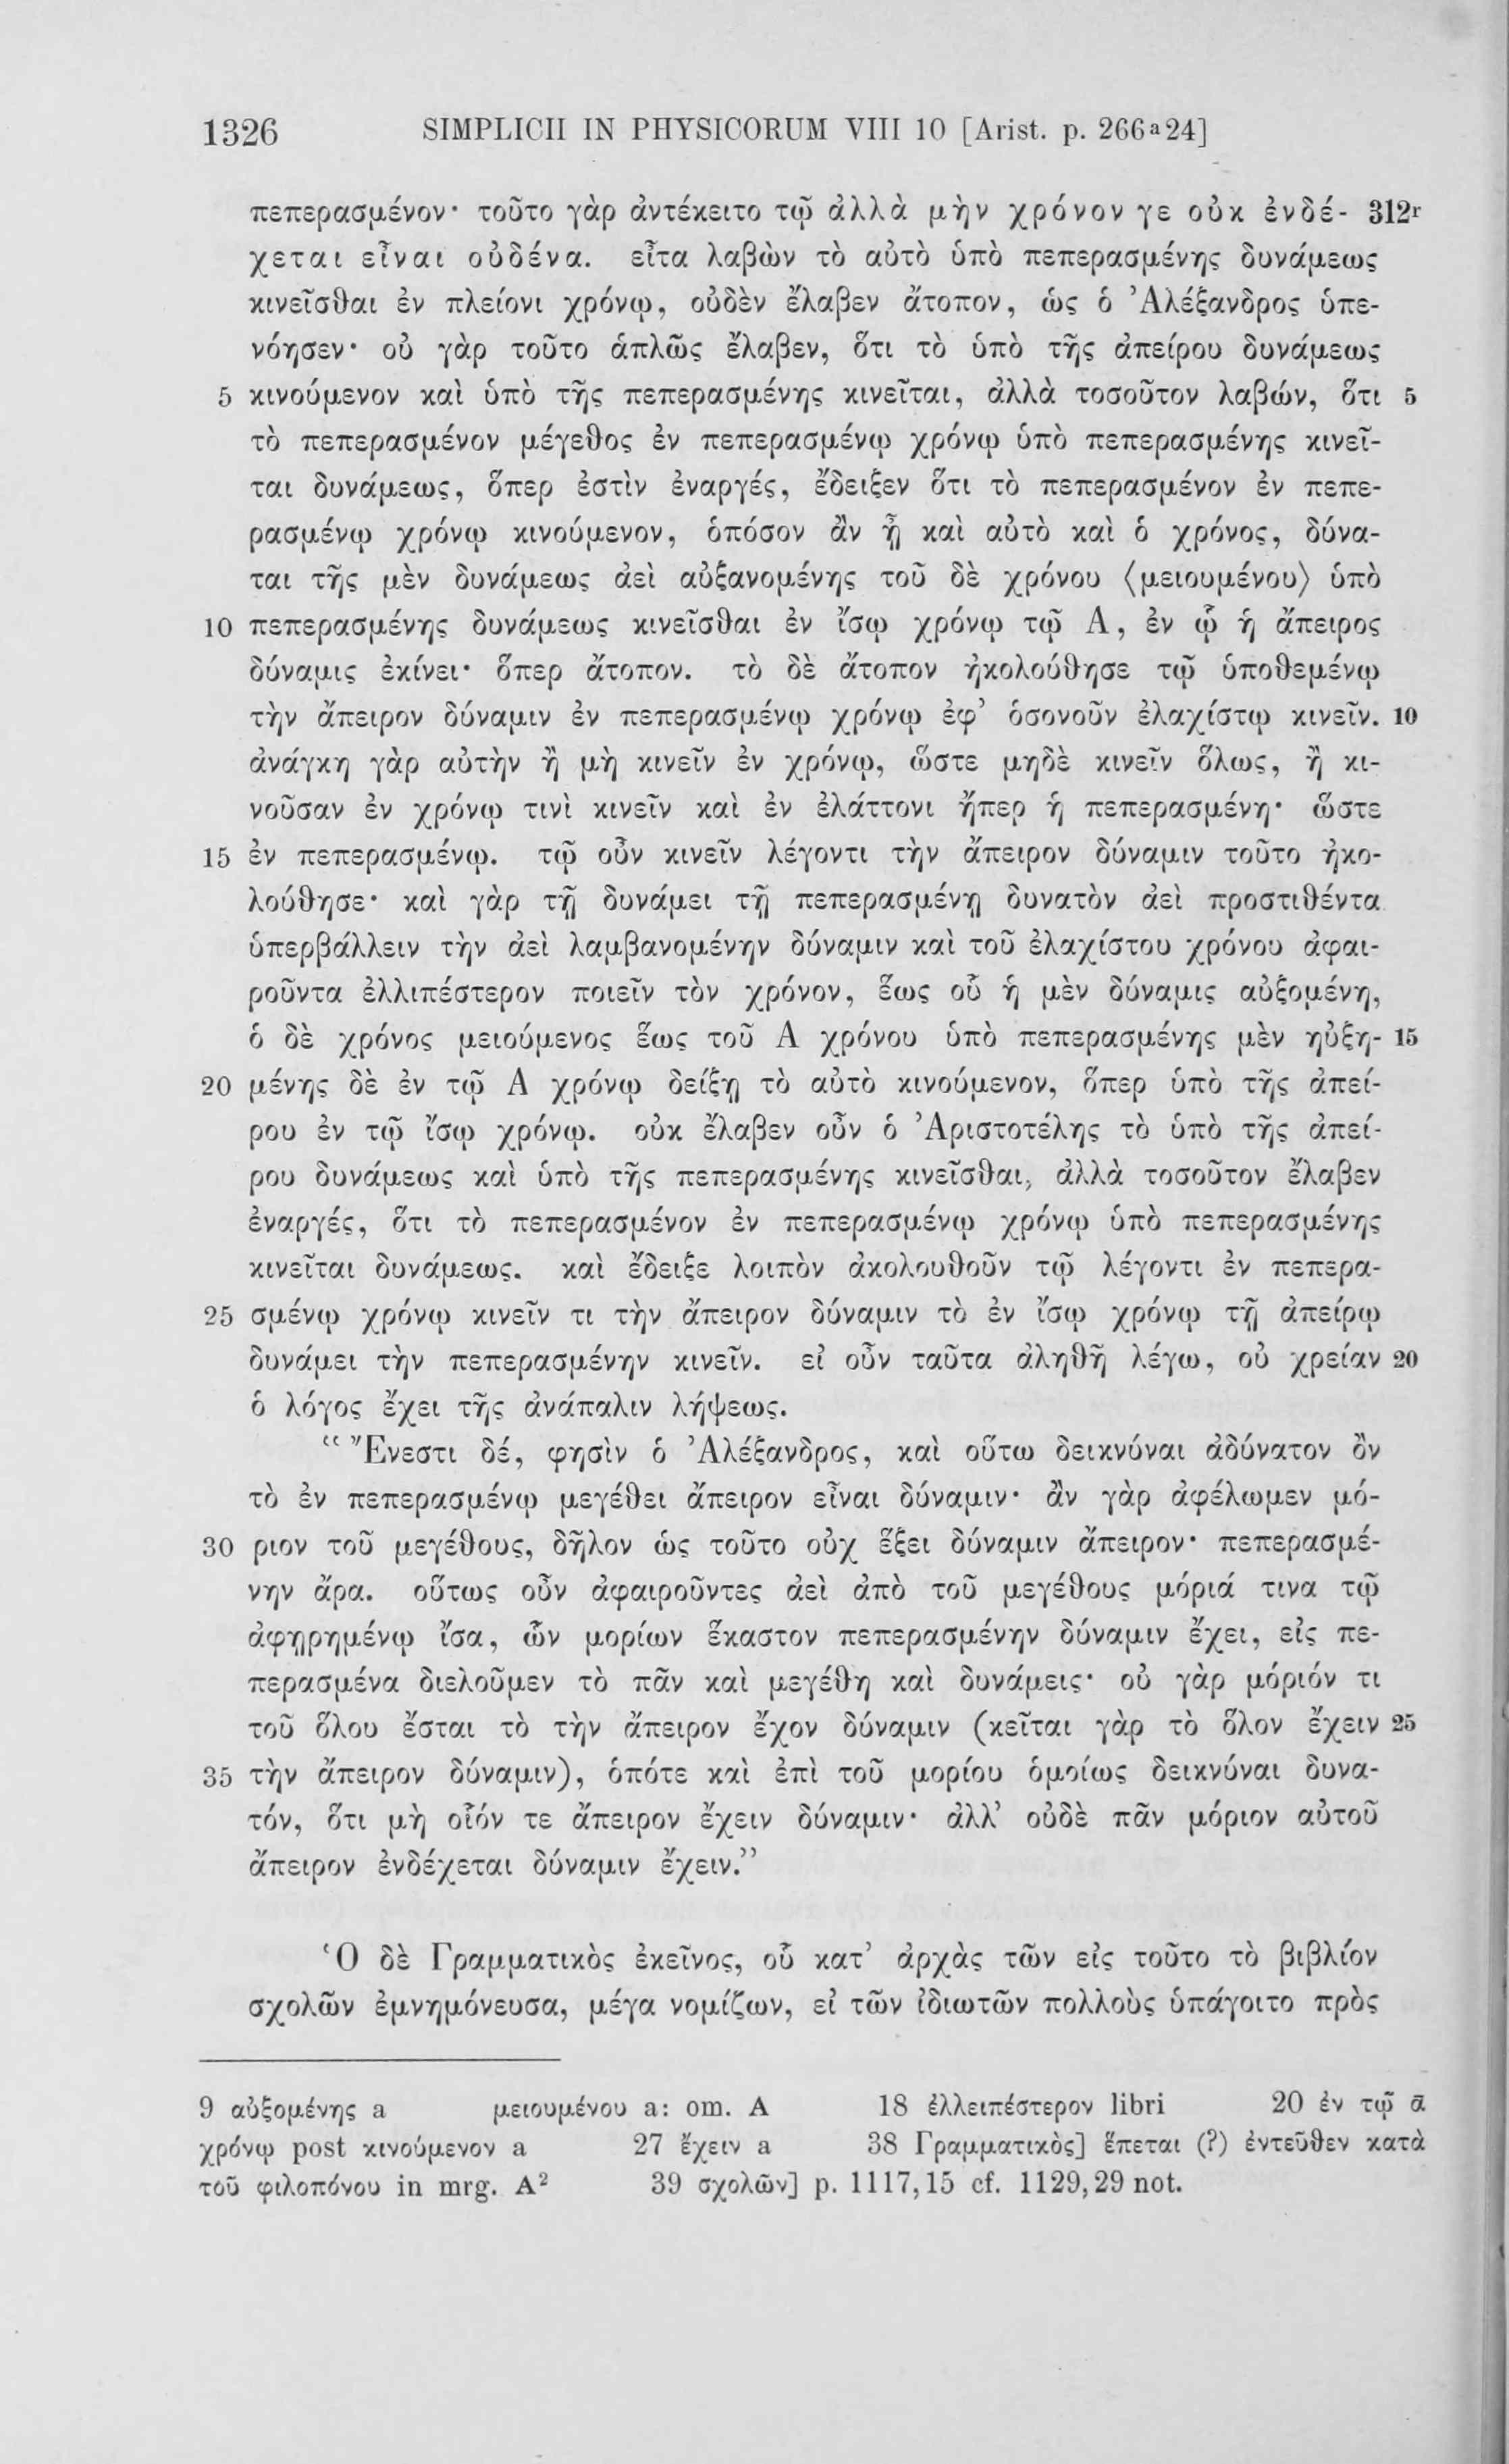 1326 SIMPLICII IN PHYSICORUM VIII 10 [Arist. p. 266ᵃ24]
πεπερασμένον· τοῦτο γὰρ ἀντέκειτο τῷ ἀλλὰ μὴν χρόνον γε οὐκ ἐνδέ- 312ʳ
χεται εἶναι οὐδένα. εἶτα λαβὼν τὸ αὐτὸ ὑπὸ πεπερασμένης δυνάμεως
κινεῖσθαι ἐν πλείονι χρόνῳ, οὐδὲν ἔλαβεν ἄτοπον, ὡς ὁ Ἀλέξανδρος ὑπε-
νόησεν· οὐ γὰρ τοῦτο ἁπλῶς ἔλαβεν, ὅτι τὸ ὑπὸ τῆς ἀπείρου δυνάμεως
5 κινούμενον καὶ ὑπὸ τῆς πεπερασμένης κινεῖται, ἀλλὰ τοσοῦτον λαβών, ὅτι 5
τὸ πεπερασμένον μέγεθος ἐν πεπερασμένῳ χρόνῳ ὑπὸ πεπερασμένης κινεῖ-
ται δυνάμεως, ὅπερ ἐστὶν ἐναργές, ἔδειξεν ὅτι τὸ πεπερασμένον ἐν πεπε-
ρασμένῳ χρόνῳ κινούμενον, ὁπόσον ἂν ᾖ καὶ αὐτὸ καὶ ὁ χρόνος, δύνα-
ται τῆς μὲν δυνάμεως ἀεὶ αὐξανομένης τοῦ δὲ χρόνου ⟨μειουμένου⟩ ὑπὸ
10 πεπερασμένης δυνάμεως κινεῖσθαι ἐν ἴσῳ χρόνῳ τῷ Α, ἐν ᾧ ἡ ἄπειρος
δύναμις ἐκίνει· ὅπερ ἄτοπον. τὸ δὲ ἄτοπον ἠκολούθησε τῷ ὑποθεμένῳ
τὴν ἄπειρον δύναμιν ἐν πεπερασμένῳ χρόνῳ ἐφ’ ὁσονοῦν ἐλαχίστῳ κινεῖν. 10
ἀνάγκη γὰρ αὐτὴν ἢ μὴ κινεῖν ἐν χρόνῳ, ὥστε μηδὲ κινεῖν ὅλως, ἢ κι-
νοῦσαν ἐν χρόνῳ τινὶ κινεῖν καὶ ἐν ἐλάττονι ἤπερ ἡ πεπερασμένη· ὥστε
15 ἐν πεπερασμένῳ. τῷ οὖν κινεῖν λέγοντι τὴν ἄπειρον δύναμιν τοῦτο ἠκο-
λούθησε· καὶ γὰρ τῇ δυνάμει τῇ πεπερασμένῃ δυνατὸν ἀεὶ προστιθέντα
ὑπερβάλλειν τὴν ἀεὶ λαμβανομένην δύναμιν καὶ τοῦ ἐλαχίστου χρόνου ἀφαι-
ροῦντα ἐλλιπέστερον ποιεῖν τὸν χρόνον, ἕως οὗ ἡ μὲν δύναμις αὐξομένη,
ὁ δὲ χρόνος μειούμενος ἕως τοῦ Α χρόνου ὑπὸ πεπερασμένης μὲν ηὐξη- 15
20 μένης δὲ ἐν τῷ Α χρόνῳ δείξῃ τὸ αὐτὸ κινούμενον, ὅπερ ὑπὸ τῆς ἀπεί-
ρου ἐν τῷ ἴσῳ χρόνῳ. οὐκ ἔλαβεν οὖν ὁ Ἀριστοτέλης τὸ ὑπὸ τῆς ἀπεί-
ρου δυνάμεως καὶ ὑπὸ τῆς πεπερασμένης κινεῖσθαι, ἀλλὰ τοσοῦτον ἔλαβεν
ἐναργές, ὅτι τὸ πεπερασμένον ἐν πεπερασμένῳ χρόνῳ ὑπὸ πεπερασμένης
κινεῖται δυνάμεως. καὶ ἔδειξε λοιπὸν ἀκολουθοῦν τῷ λέγοντι ἐν πεπερα-
25 σμένῳ χρόνῳ κινεῖν τι τὴν ἄπειρον δύναμιν τὸ ἐν ἴσῳ χρόνῳ τῇ ἀπείρῳ
δυνάμει τὴν πεπερασμένην κινεῖν. εἰ οὖν ταῦτα ἀληθῆ λέγω, οὐ χρείαν 20
ὁ λόγος ἔχει τῆς ἀνάπαλιν λήψεως.
“Ἔνεστι δέ, φησὶν ὁ Ἀλέξανδρος, καὶ οὕτω δεικνύναι ἀδύνατον ὂν
τὸ ἐν πεπερασμένῳ μεγέθει ἄπειρον εἶναι δύναμιν· ἂν γὰρ ἀφέλωμεν μό-
30 ριον τοῦ μεγέθους, δῆλον ὡς τοῦτο οὐχ ἕξει δύναμιν ἄπειρον· πεπερασμέ-
νην ἄρα. οὕτως οὖν ἀφαιροῦντες ἀεὶ ἀπὸ τοῦ μεγέθους μόριά τινα τῷ
ἀφῃρημένῳ ἴσα, ὧν μορίων ἕκαστον πεπερασμένην δύναμιν ἔχει, εἰς πε-
περασμένα διελοῦμεν τὸ πᾶν καὶ μεγέθη καὶ δυνάμεις· οὐ γὰρ μόριόν τι
τοῦ ὅλου ἔσται τὸ τὴν ἄπειρον ἔχον δύναμιν (κεῖται γὰρ τὸ ὅλον ἔχειν 25
35 τὴν ἄπειρον δύναμιν), ὁπότε καὶ ἐπὶ τοῦ μορίου ὁμοίως δεικνύναι δυνα-
τόν, ὅτι μὴ οἷόν τε ἄπειρον ἔχειν δύναμιν· ἀλλ’ οὐδὲ πᾶν μόριον αὐτοῦ
ἄπειρον ἐνδέχεται δύναμιν ἔχειν.”
Ὁ δὲ Γραμματικὸς ἐκεῖνος, οὗ κατ’ ἀρχὰς τῶν εἰς τοῦτο τὸ βιβλίον
σχολῶν ἐμνημόνευσα, μέγα νομίζων, εἰ τῶν ἰδιωτῶν πολλοὺς ὑπάγοιτο πρὸς
9 αὐξομένης a μειουμένου a: om. A 18 ἐλλειπέστερον libri 20 ἐν τῷ ᾱ
χρόνῳ post κινούμενον a 27 ἔχειν a 38 Γραμματικὸς] ἕπεται (?) ἐντεῦθεν κατὰ
τοῦ φιλοπόνου in mrg. A² 39 σχολῶν] p. 1117,15 cf. 1129,29 not.